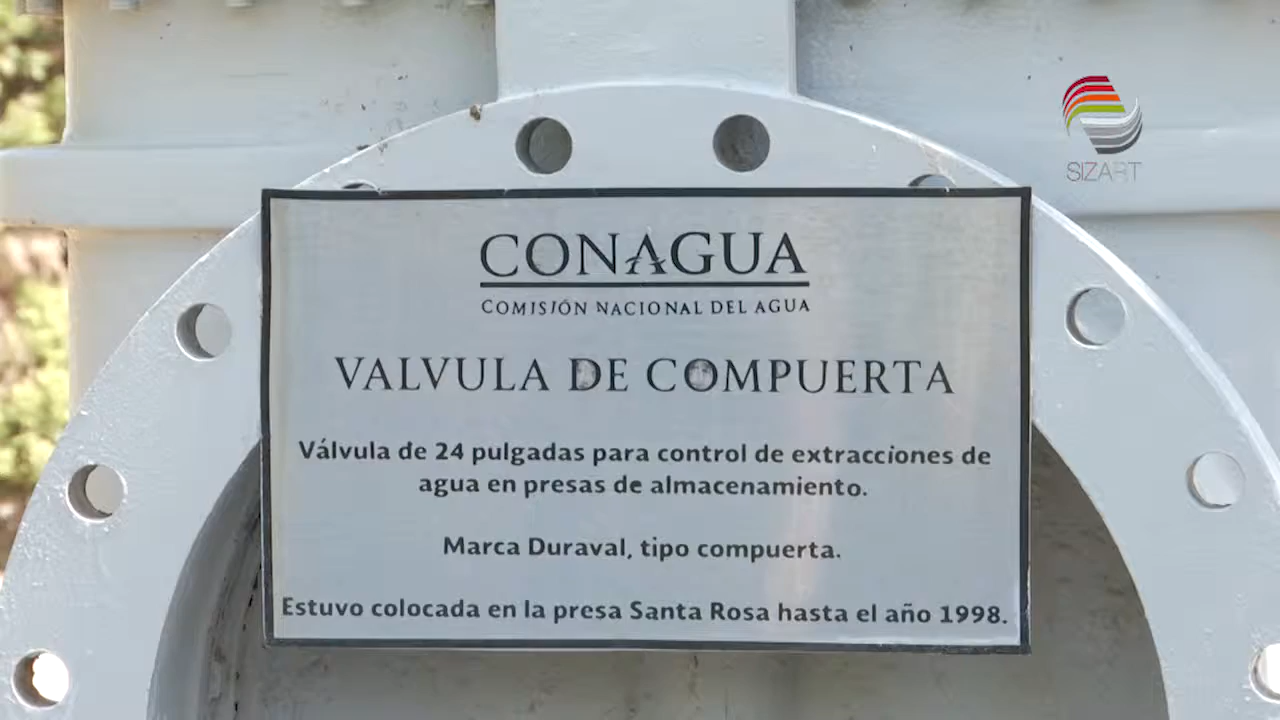 SIZART
CONAGUA
COMISIÓN NACIONAL DEL AGUA
VALVULA DE COMPUERTA
Válvula de 24 pulgadas para control de extracciones de
agua en presas de almacenamiento.
Marca Duraval, tipo compuerta.
Estuvo colocada en la presa Santa Rosa hasta el año 1998.